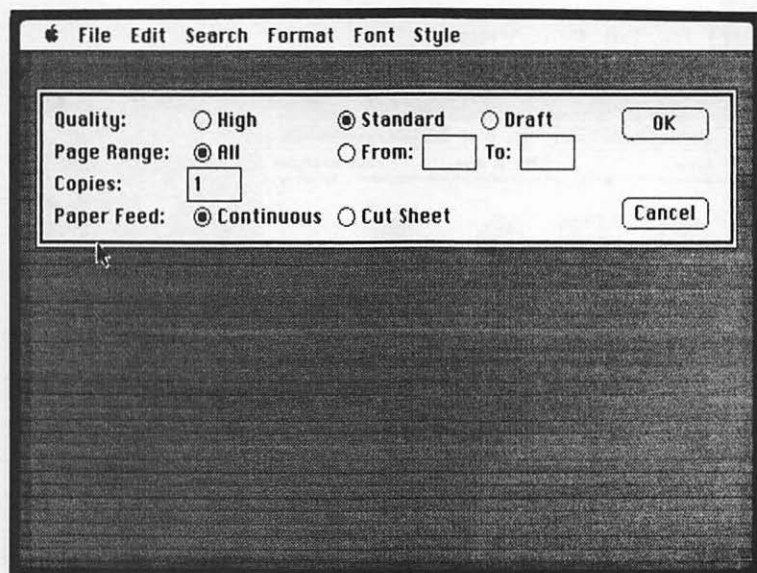 File Edit Search Format Font Style
Quality: High Standard Draft OK
Page Range: All From: To:
Copies: 1
Paper Feed: Continuous Cut Sheet Cancel